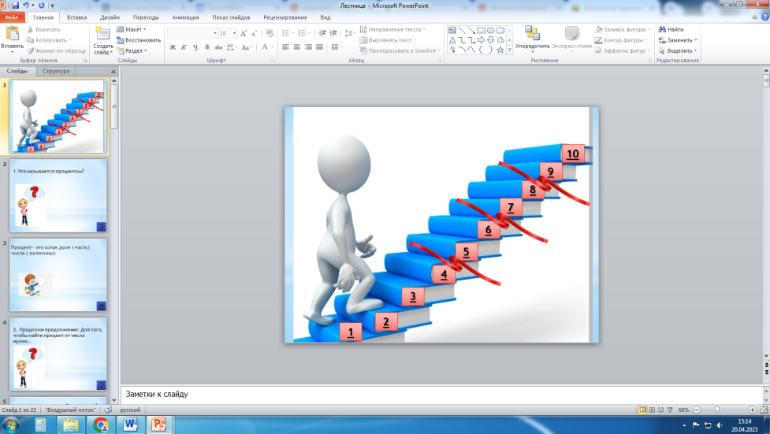 Лестница - Microsoft PowerPoint
Файл Главная Вставка Дизайн Переходы Анимация Показ слайдов Рецензирование Вид
Вставить
Вырезать
Копировать
Формат по образцу
Буфер обмена
Создать слайд
Макет
Восстановить
Раздел
Слайды
Ж К Ч
Шрифт
Направление текста
Выровнять текст
Преобразовать в SmartArt
Абзац
Упорядочить
Экспресс-стили
Заливка фигуры
Контур фигуры
Эффекты фигур
Рисование
Найти
Заменить
Выделить
Редактирование
Слайды Структура
1
2
1. Что называется процентом?
3
Процент - это сотая доля ( часть)
числа ( величины).
4
2. Продолжи предложение: Для того,
чтобы найти процент от числа
нужно...
5
10
9
8
7
6
5
4
3
2
1
Заметки к слайду
Слайд 1 из 22 "Воздушный поток" русский 68%
15:14
20.04.2023